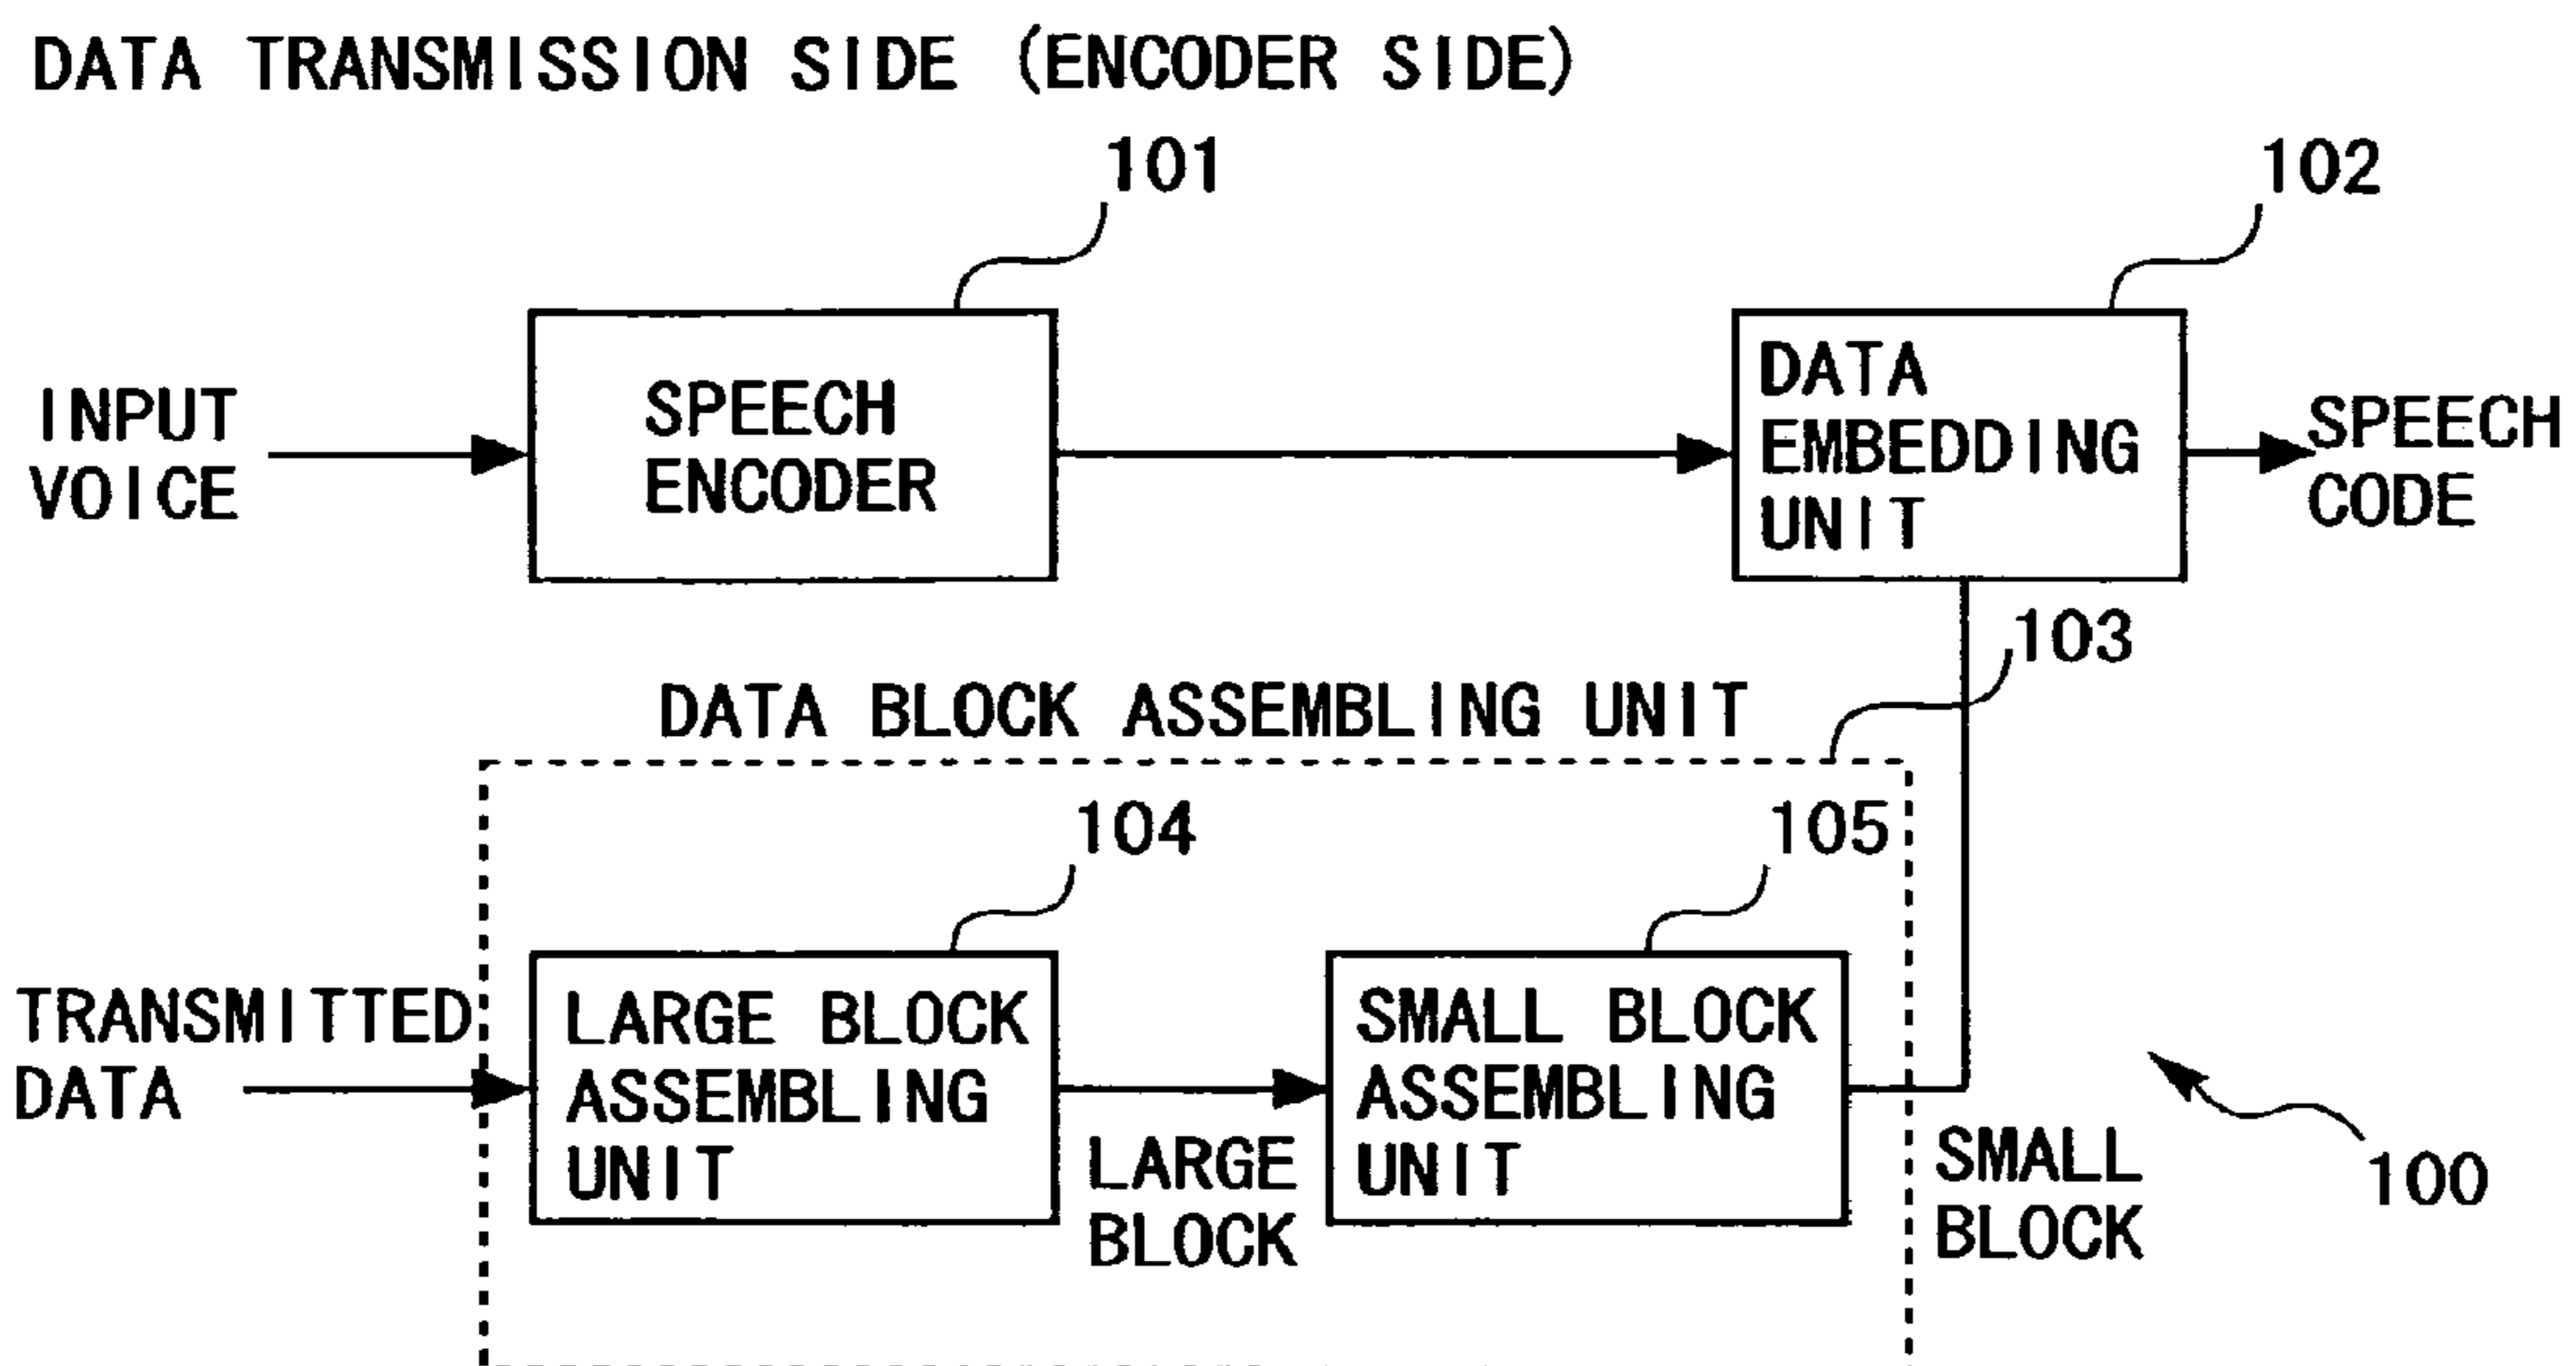 DATA TRANSMISSION SIDE (ENCODER SIDE)
101
102
INPUT
VOICE
SPEECH
ENCODER
DATA
EMBEDDING
UNIT
SPEECH
CODE
103
DATA BLOCK ASSEMBLING UNIT
104
105
TRANSMITTED
DATA
LARGE BLOCK
ASSEMBLING
UNIT
LARGE
BLOCK
SMALL BLOCK
ASSEMBLING
UNIT
SMALL
BLOCK
100